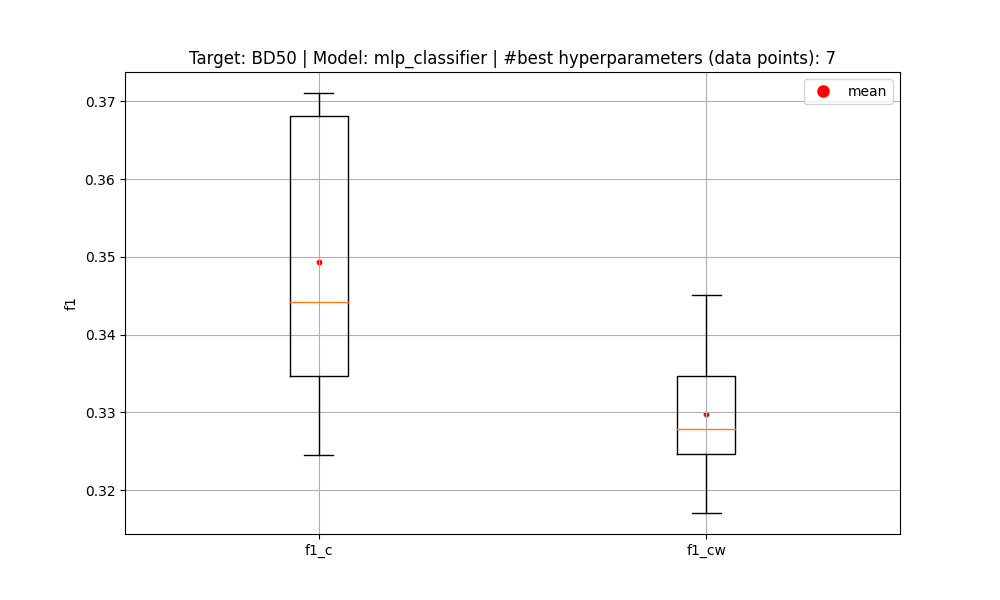 Target: BD50 | Model: mlp_classifier | #best hyperparameters (data points): 7
mean
0.37
0.36
0.35
0.34
0.33
0.32
f1
f1_c
f1_cw